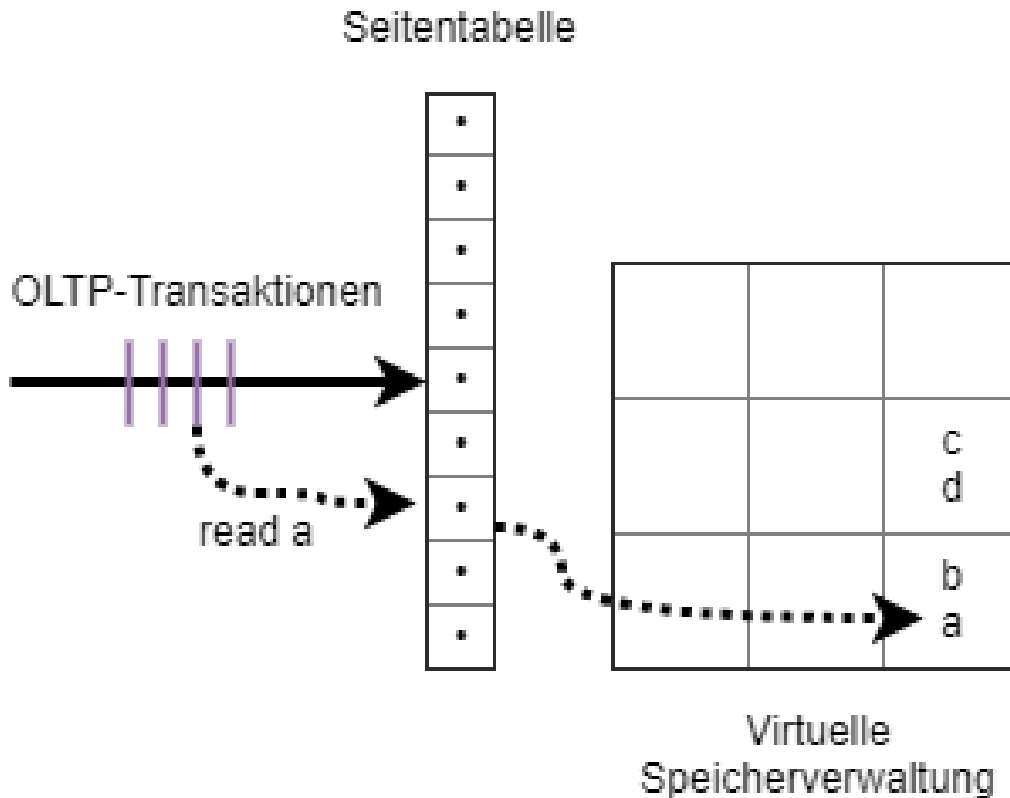 Seitentabelle
OLTP-Transaktionen
read a
c
d
b
a
Virtuelle
Speicherverwaltung